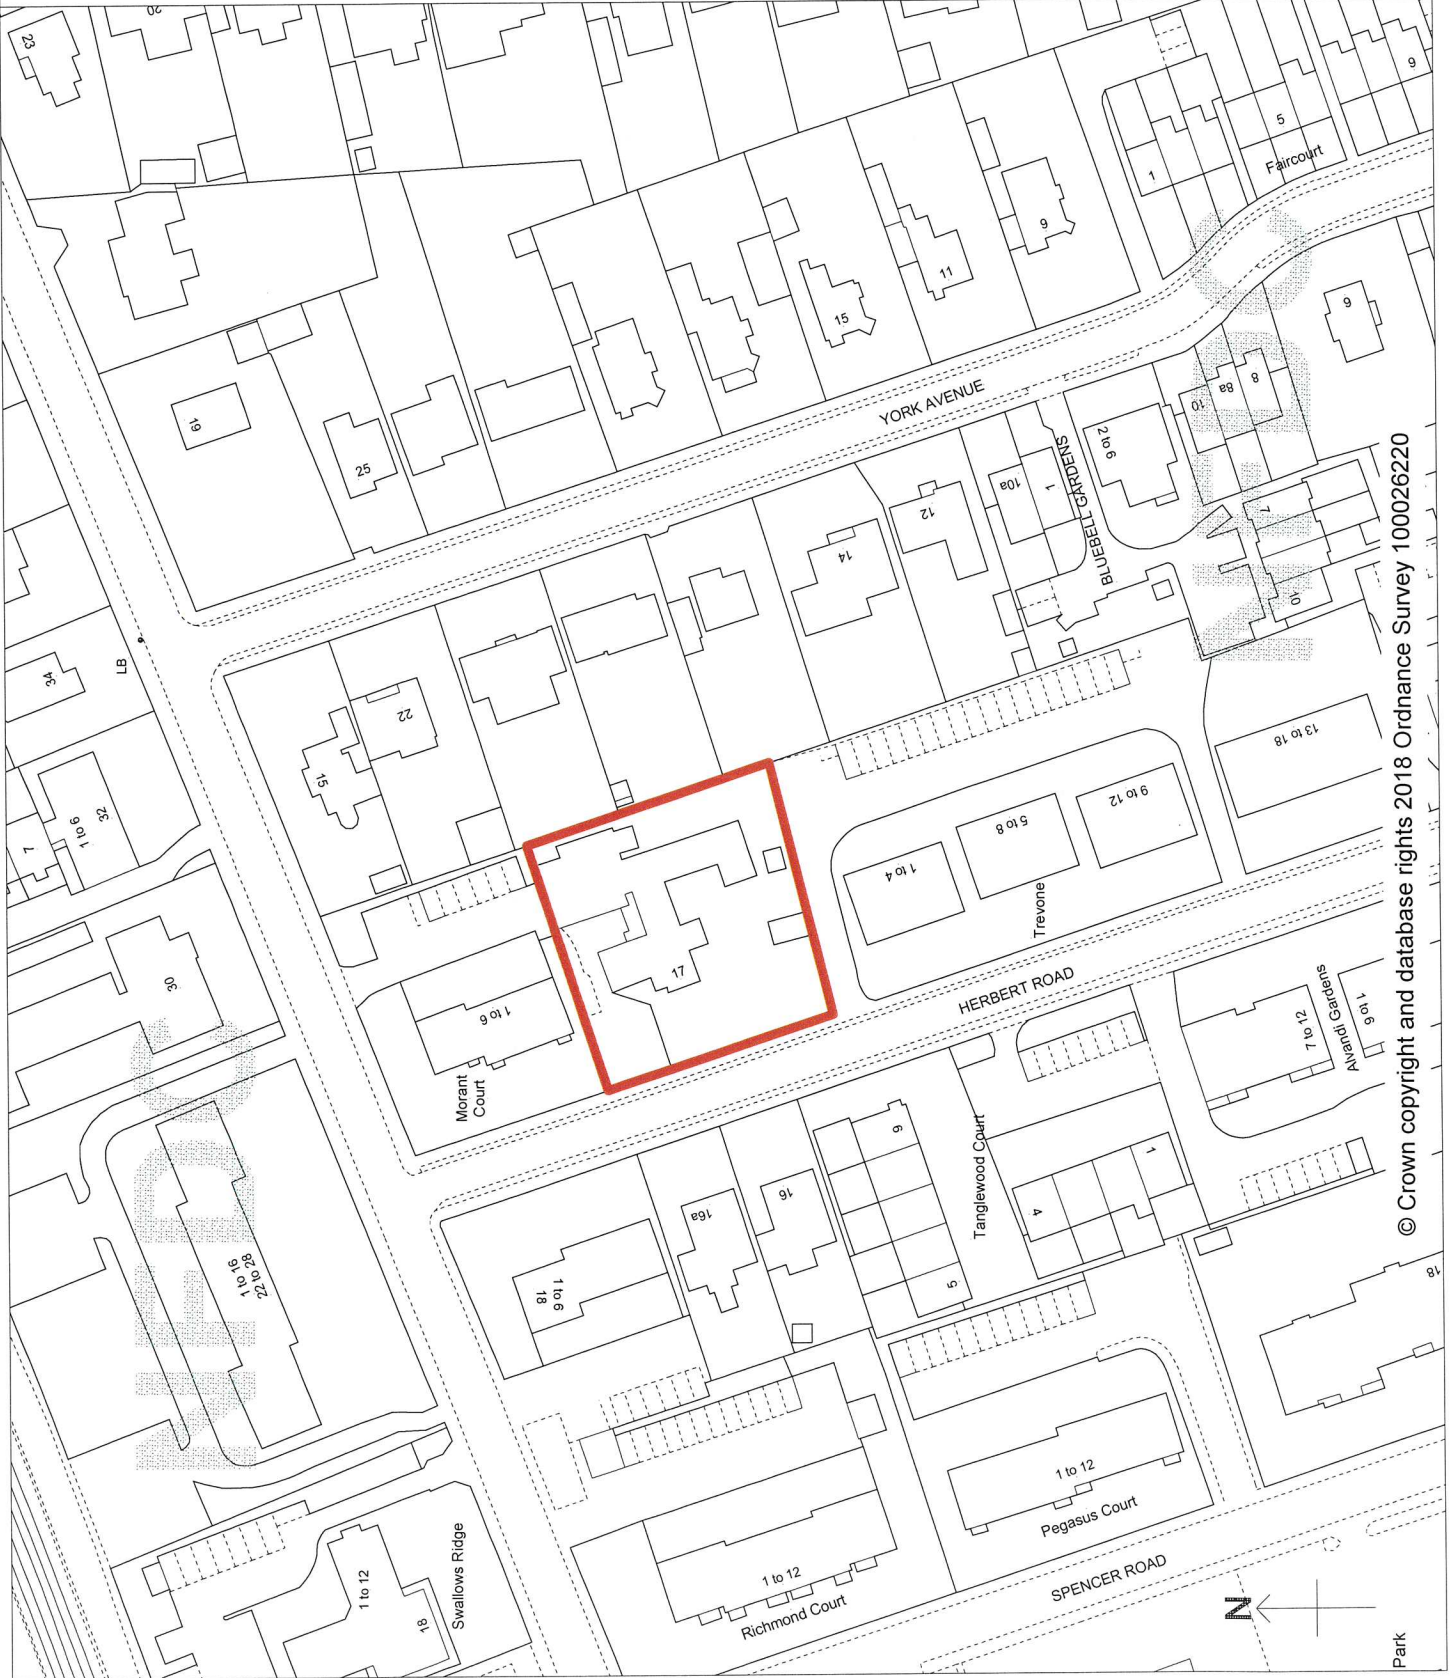 23
20
61
25
15
11
9
1
5
Faircourt
9
YORK AVENUE
34
LB
7
1 to 6
32
15
22
14
12
10a
1
BLUEBELL GARDENS
2 to 6
10
8a
8
6
7
10
30
17
1 to 6
Morant
Court
1 to 4
5 to 8
9 to 12
13 to 18
Trevone
HERBERT ROAD
1 to 16
22 to 28
16a
16
1 to 6
18
9
5
Tanglewood Court
4
1
7 to 12
Alvandi Gardens
1 to 6
18
1 to 12
18
Swallows Ridge
1 to 12
Richmond Court
1 to 12
Pegasus Court
SPENCER ROAD
Park
N
NFDC
NFDC
© Crown copyright and database rights 2018 Ordnance Survey 100026220